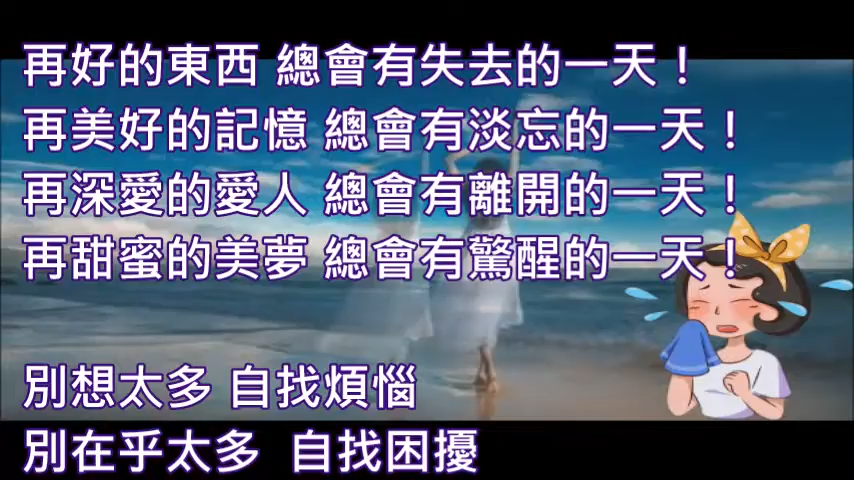 再好的東西 總會有失去的一天！
再美好的記憶 總會有淡忘的一天！
再深愛的愛人 總會有離開的一天！
再甜蜜的美夢 總會有驚醒的一天！
別想太多 自找煩惱
別在乎太多 自找困擾